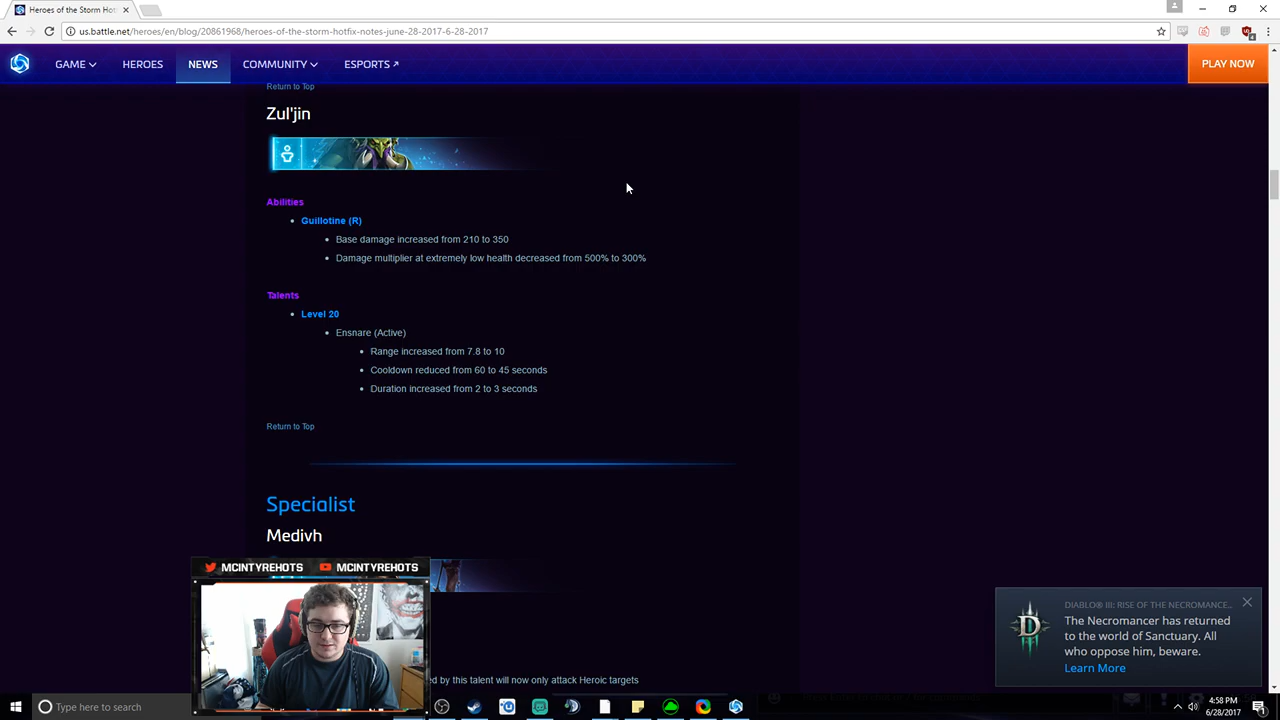 Heroes of the Storm Hotf
us.battle.net/heroes/en/blog/20861968/heroes-of-the-storm-hotfix-notes-june-28-2017-6-28-2017
GAME
HEROES
NEWS
COMMUNITY
ESPORTS
PLAY NOW
Return to Top
Zul'jin
Abilities
Guillotine (R)
Base damage increased from 210 to 350
Damage multiplier at extremely low health decreased from 500% to 300%
Talents
Level 20
Ensnare (Active)
Range increased from 7.8 to 10
Cooldown reduced from 60 to 45 seconds
Duration increased from 2 to 3 seconds
Return to Top
Specialist
Medivh
MCINTYREHOTS
MCINTYREHOTS
ed by this talent will now only attack Heroic targets
DIABLO® III: RISE OF THE NECROMANCE...
The Necromancer has returned
to the world of Sanctuary. All
who oppose him, beware.
Learn More
Type here to search
4:58 PM
6/28/2017